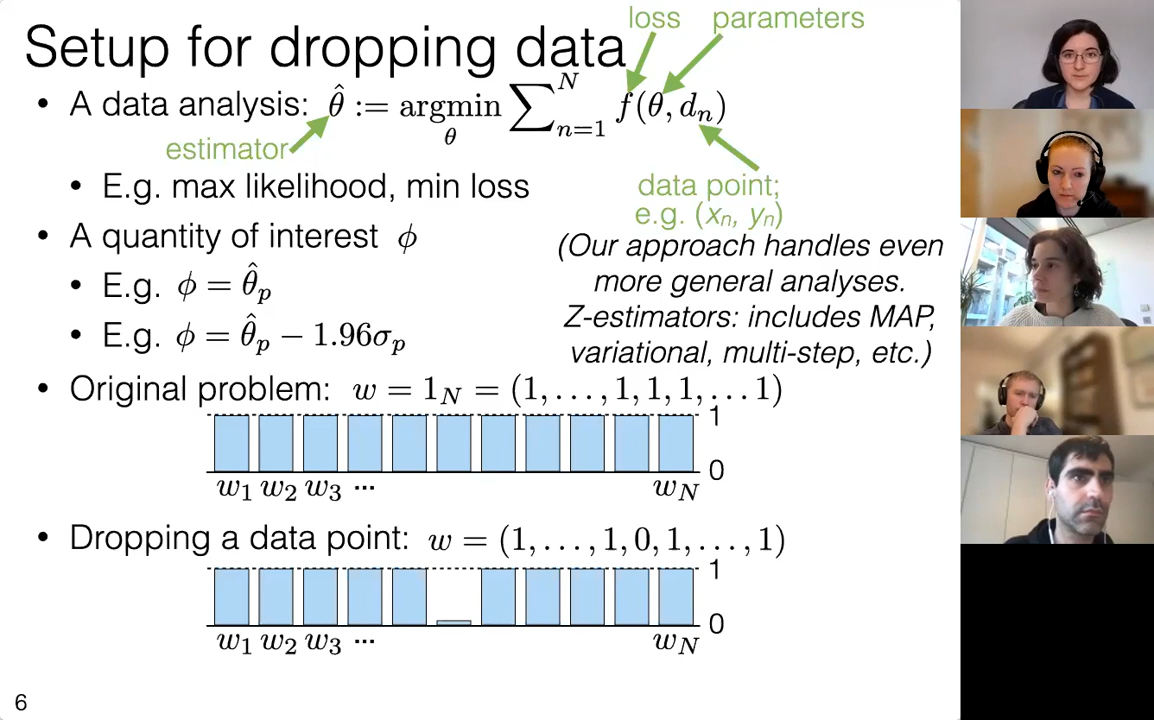 loss parameters
Setup for dropping data
• A data analysis: θ̂ := argmin_θ ∑_{n=1}^{N} f(θ, d_n)
estimator
• E.g. max likelihood, min loss
data point;
e.g. (x_n, y_n)
• A quantity of interest ϕ
(Our approach handles even
more general analyses.
Z-estimators: includes MAP,
variational, multi-step, etc.)
• E.g. ϕ = θ̂_p
• E.g. ϕ = θ̂_p − 1.96σ_p
• Original problem: w = 1_N = (1, . . . , 1, 1, 1, . . . 1)
1
0
w_1 w_2 w_3 ... w_N
• Dropping a data point: w = (1, . . . , 1, 0, 1, . . . , 1)
1
0
w_1 w_2 w_3 ... w_N
6